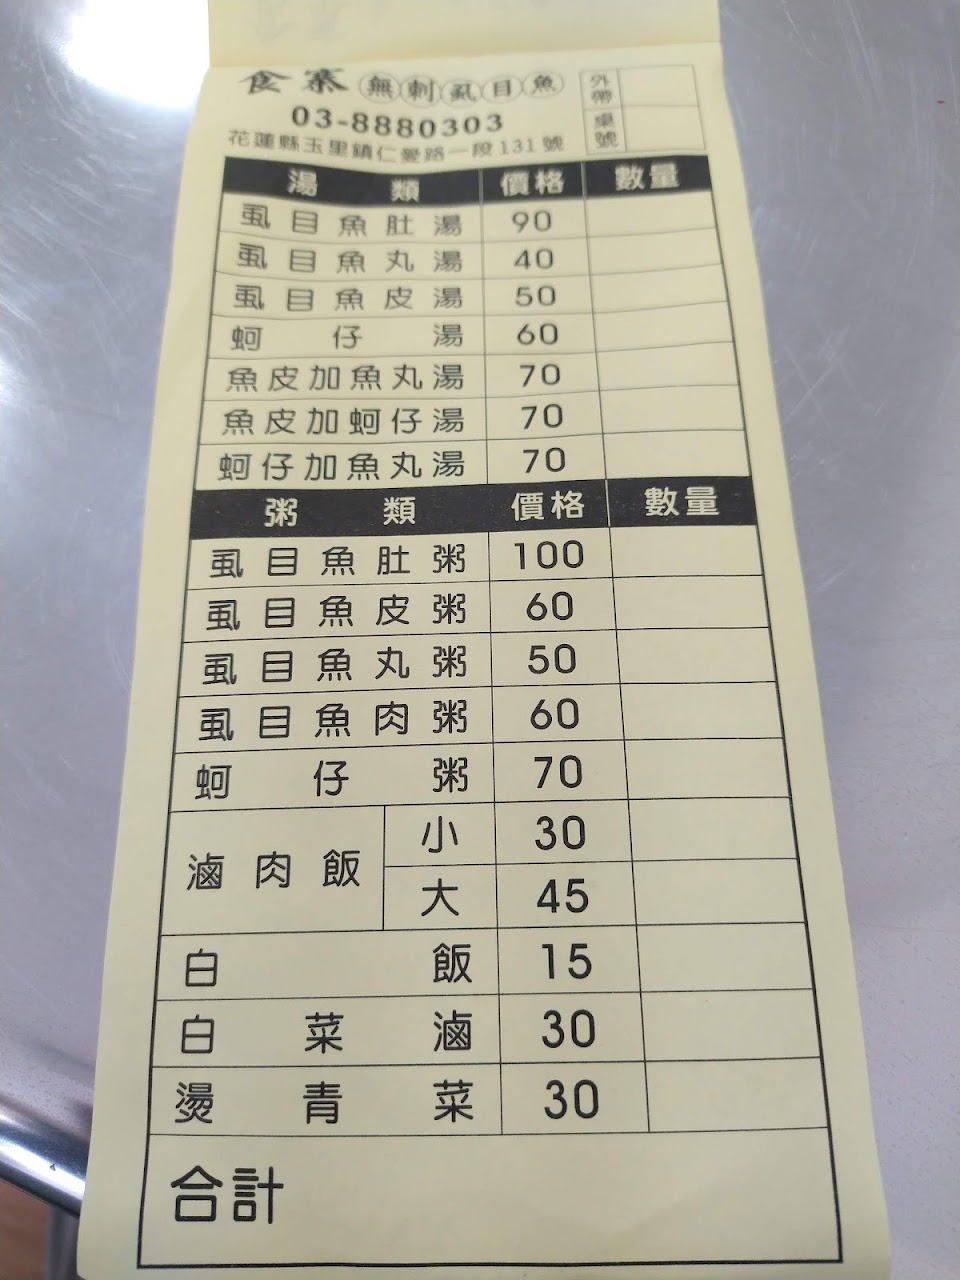 食寨 無刺虱目魚 外帶
03-8880303 桌號
花蓮縣玉里鎮仁愛路一段131號
湯類 價格 數量
虱目魚肚湯 90
虱目魚丸湯 40
虱目魚皮湯 50
蚵仔湯 60
魚皮加魚丸湯 70
魚皮加蚵仔湯 70
蚵仔加魚丸湯 70
粥類 價格 數量
虱目魚肚粥 100
虱目魚皮粥 60
虱目魚丸粥 50
虱目魚肉粥 60
蚵仔粥 70
滷肉飯 小 30
大 45
白飯 15
白菜滷 30
燙青菜 30
合計